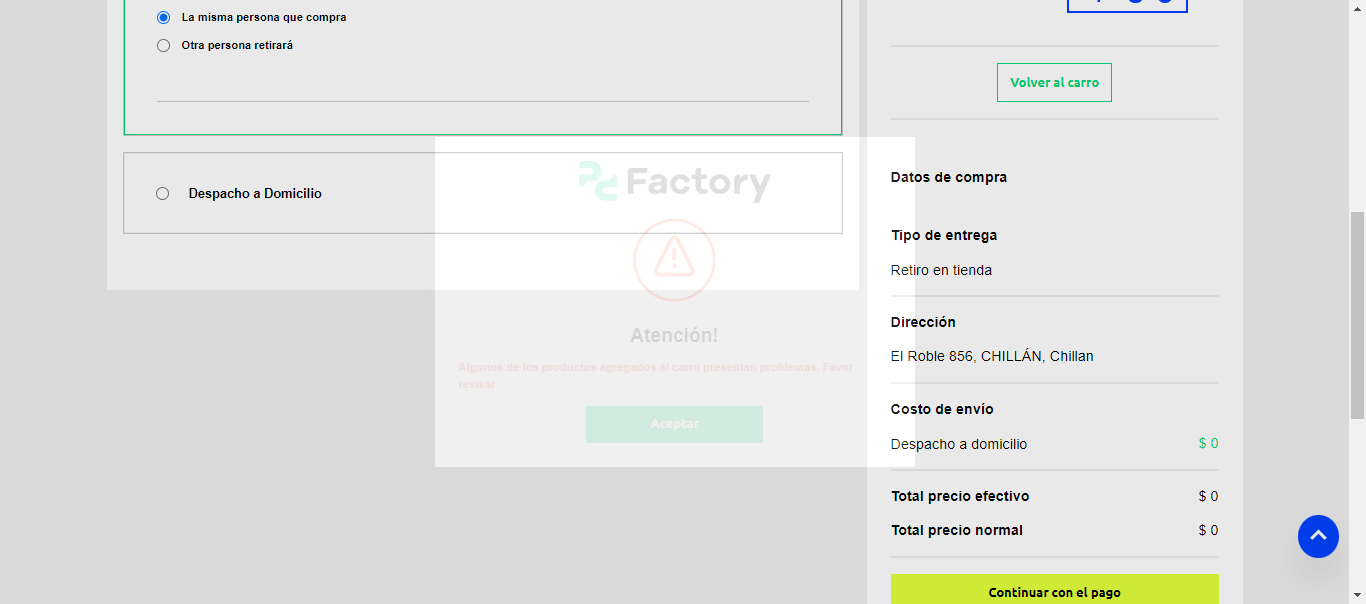 La misma persona que compra
Otra persona retirará
Despacho a Domicilio
Factory
Atención!
Algunos de los productos agregados al carro presentan problemas. Favor
revisar
Aceptar
Volver al carro
Datos de compra
Tipo de entrega
Retiro en tienda
Dirección
El Roble 856, CHILLÁN, Chillan
Costo de envío
Despacho a domicilio $ 0
Total precio efectivo $ 0
Total precio normal $ 0
Continuar con el pago